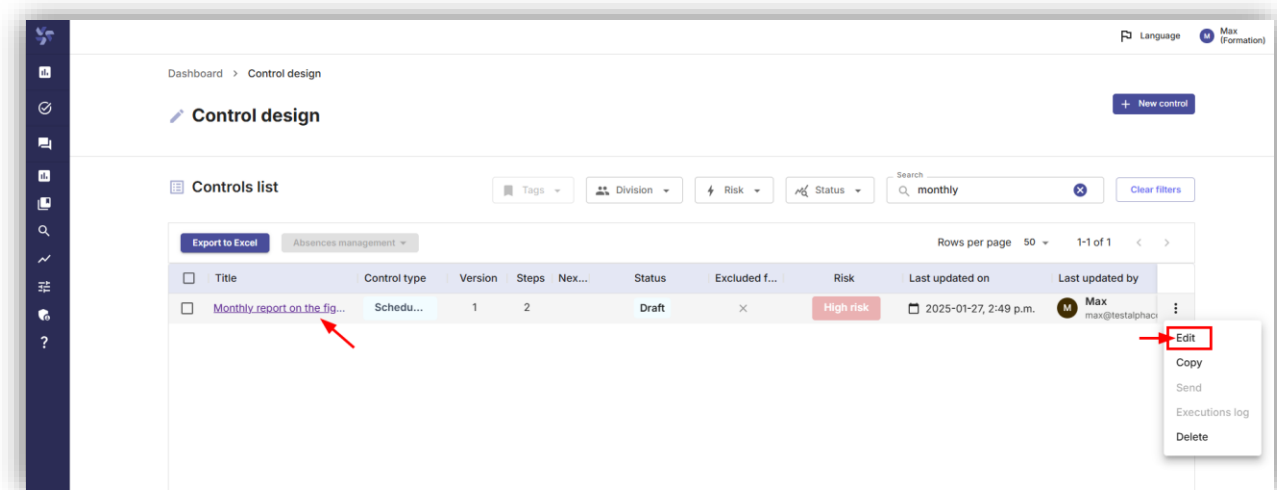 Language
M
Max
(Formation)
Dashboard > Control design
Control design
+ New control
Controls list
Tags
Division
Risk
Status
Search
monthly
Clear filters
Export to Excel
Absences management
Rows per page 50
1-1 of 1
Title Control type Version Steps Nex... Status Excluded f... Risk Last updated on Last updated by
Monthly report on the fig... Schedu... 1 2 Draft High risk 2025-01-27, 2:49 p.m. M Max
max@testalphac
?
Edit
Copy
Send
Executions log
Delete